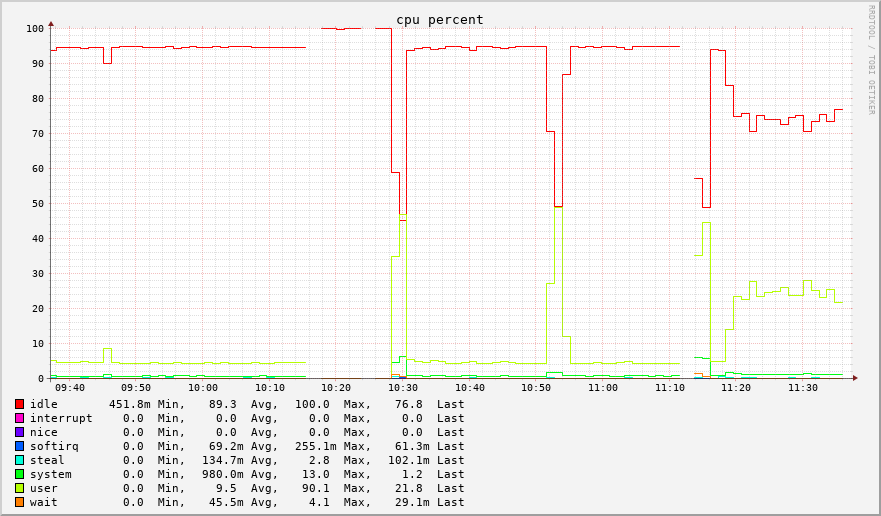 cpu percent
RRDTOOL / TOBI OETIKER
100
90
80
70
60
50
40
30
20
10
0
09:40 09:50 10:00 10:10 10:20 10:30 10:40 10:50 11:00 11:10 11:20 11:30
idle 451.8m Min, 89.3 Avg, 100.0 Max, 76.8 Last
interrupt 0.0 Min, 0.0 Avg, 0.0 Max, 0.0 Last
nice 0.0 Min, 0.0 Avg, 0.0 Max, 0.0 Last
softirq 0.0 Min, 69.2m Avg, 255.1m Max, 61.3m Last
steal 0.0 Min, 134.7m Avg, 2.8 Max, 102.1m Last
system 0.0 Min, 980.0m Avg, 13.0 Max, 1.2 Last
user 0.0 Min, 9.5 Avg, 90.1 Max, 21.8 Last
wait 0.0 Min, 45.5m Avg, 4.1 Max, 29.1m Last